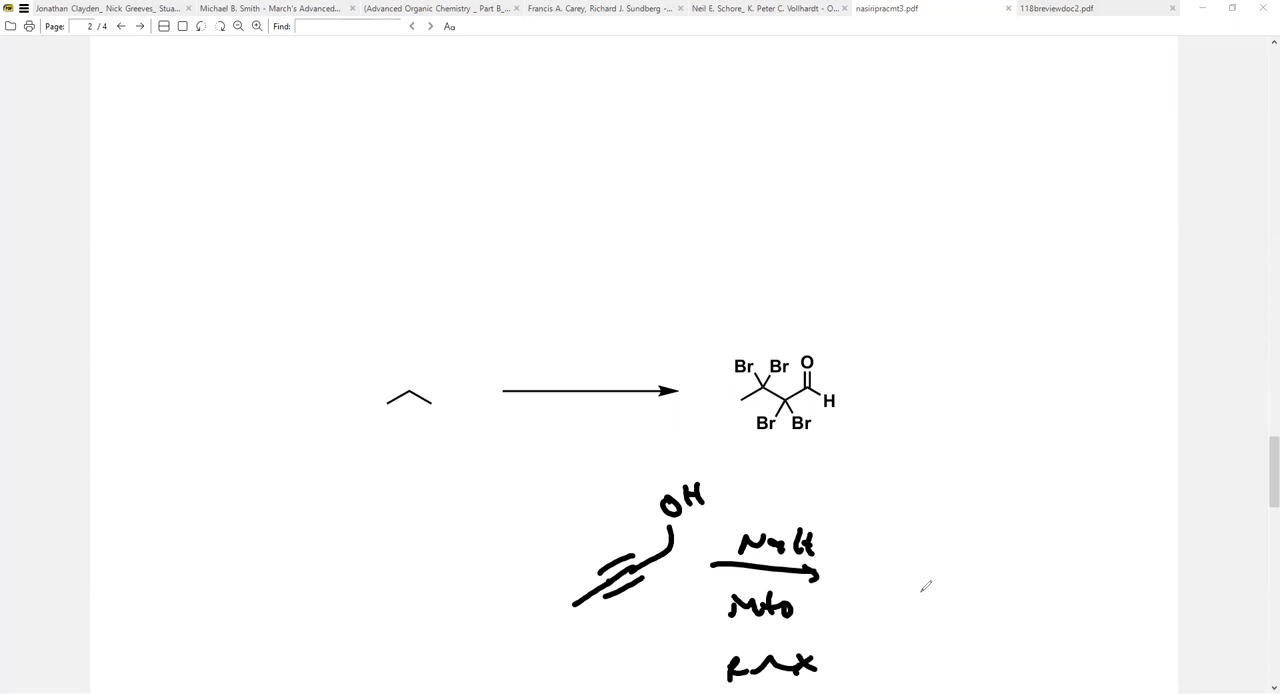 Jonathan Clayden_ Nick Greeves_ Stua...
Michael B. Smith - March's Advanced...
(Advanced Organic Chemistry _ Part B_...
Francis A. Carey, Richard J. Sundberg -...
Neil E. Schore_ K. Peter C. Vollhardt - O...
nasiripracmt3.pdf
118breviewdoc2.pdf
Page: 2 / 4
Find:
Aa
Br Br O
H
Br Br
OH
NaH